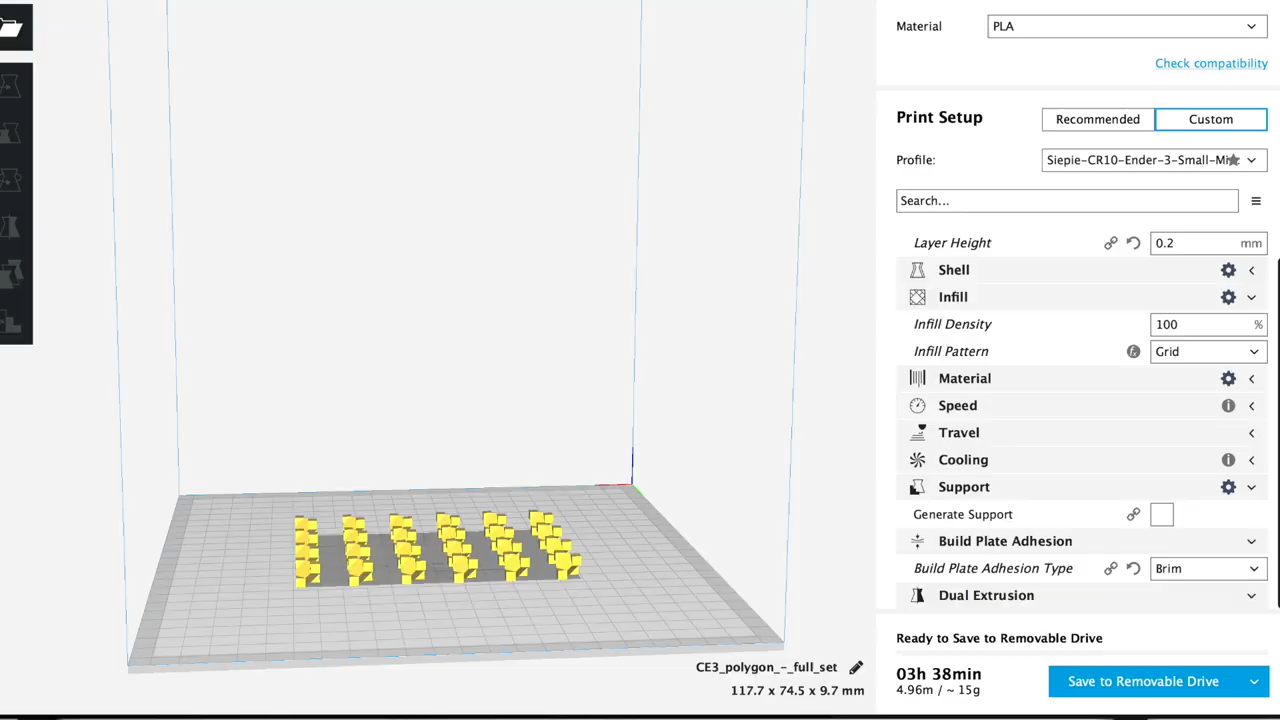 Material PLA
Check compatibility
Print Setup Recommended Custom
Profile: Siepie-CR10-Ender-3-Small-Mi
Search...
Layer Height 0.2 mm
Shell
Infill
Infill Density 100 %
Infill Pattern Grid
Material
Speed
Travel
Cooling
Support
Generate Support
Build Plate Adhesion
Build Plate Adhesion Type Brim
Dual Extrusion
Ready to Save to Removable Drive
CE3_polygon_-_full_set
117.7 x 74.5 x 9.7 mm
03h 38min
4.96m / ~ 15g
Save to Removable Drive